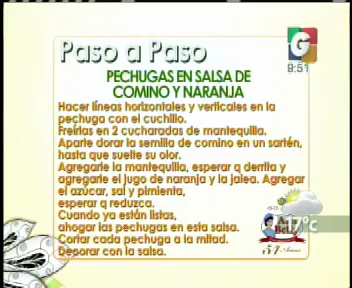 Paso a Paso
G
9:51
PECHUGAS EN SALSA DE
COMINO Y NARANJA
Hacer líneas horizontales y verticales en la
pechuga con el cuchillo.
Freírlas en 2 cucharadas de mantequilla.
Aparte dorar la semilla de comino en un sartén,
hasta que suelte su olor.
Agregarle la mantequilla, esperar q derrita y
agregarle el jugo de naranja y la jalea. Agregar
el azúcar, sal y pimienta,
esperar q reduzca.
Cuando ya están listas,
ahogar las pechugas en esta salsa.
Cortar cada pechuga a la mitad.
Decorar con la salsa.
17°C
54 Años